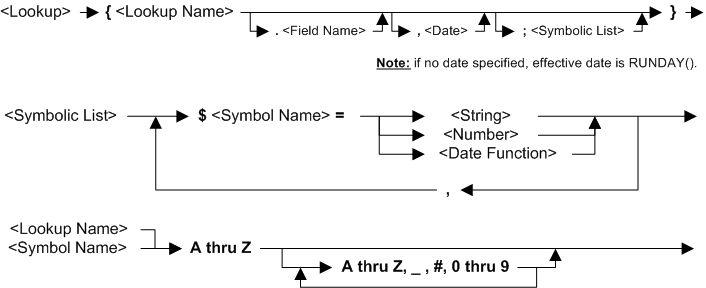 <Lookup> { <Lookup Name> . <Field Name> , <Date> ; <Symbolic List> }
Note: if no date specified, effective date is RUNDAY().
<Symbolic List> $ <Symbol Name> = <String>
<Number>
<Date Function>
,
<Lookup Name>
<Symbol Name> A thru Z
A thru Z, _ , #, 0 thru 9